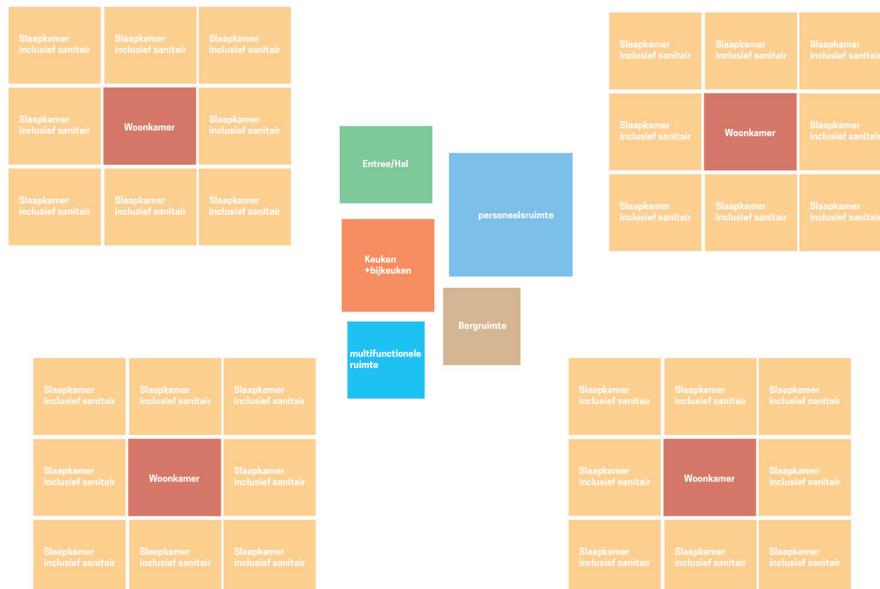 Slaapkamer
inclusief sanitair
Slaapkamer
inclusief sanitair
Slaapkamer
inclusief sanitair
Slaapkamer
inclusief sanitair
Woonkamer
Slaapkamer
inclusief sanitair
Slaapkamer
inclusief sanitair
Slaapkamer
inclusief sanitair
Slaapkamer
inclusief sanitair
Slaapkamer
inclusief sanitair
Slaapkamer
inclusief sanitair
Slaapkamer
inclusief sanitair
Slaapkamer
inclusief sanitair
Woonkamer
Slaapkamer
inclusief sanitair
Slaapkamer
inclusief sanitair
Slaapkamer
inclusief sanitair
Slaapkamer
inclusief sanitair
Entree/Hal
personeelsruimte
Keuken
+bijkeuken
Bergruimte
multifunctionele
ruimte
Slaapkamer
inclusief sanitair
Slaapkamer
inclusief sanitair
Slaapkamer
inclusief sanitair
Slaapkamer
inclusief sanitair
Woonkamer
Slaapkamer
inclusief sanitair
Slaapkamer
inclusief sanitair
Slaapkamer
inclusief sanitair
Slaapkamer
inclusief sanitair
Slaapkamer
inclusief sanitair
Slaapkamer
inclusief sanitair
Slaapkamer
inclusief sanitair
Slaapkamer
inclusief sanitair
Woonkamer
Slaapkamer
inclusief sanitair
Slaapkamer
inclusief sanitair
Slaapkamer
inclusief sanitair
Slaapkamer
inclusief sanitair